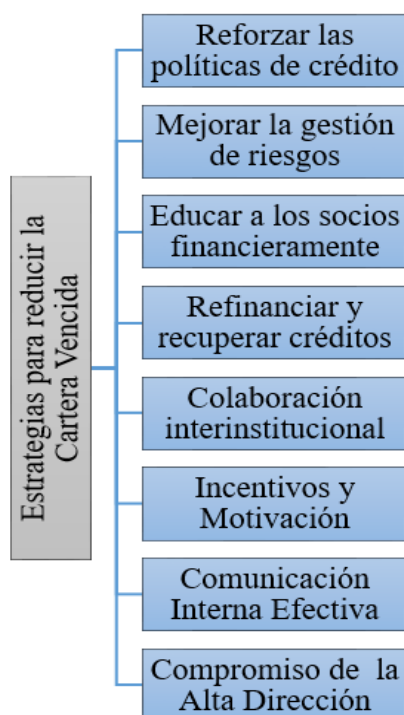 Estrategias para reducir la
Cartera Vencida
Reforzar las
políticas de crédito
Mejorar la gestión
de riesgos
Educar a los socios
financieramente
Refinanciar y
recuperar créditos
Colaboración
interinstitucional
Incentivos y
Motivación
Comunicación
Interna Efectiva
Compromiso de la
Alta Dirección